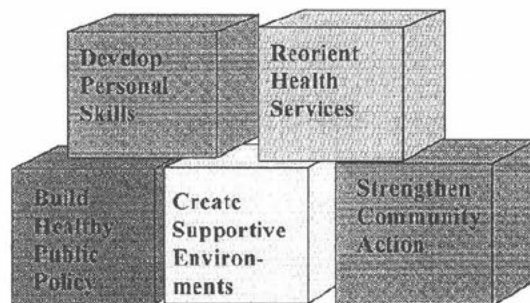 Develop
Personal
Skills
Reorient
Health
Services
Build
Healthy
Public
Policy
Create
Supportive
Environ-
ments
Strengthen
Community
Action